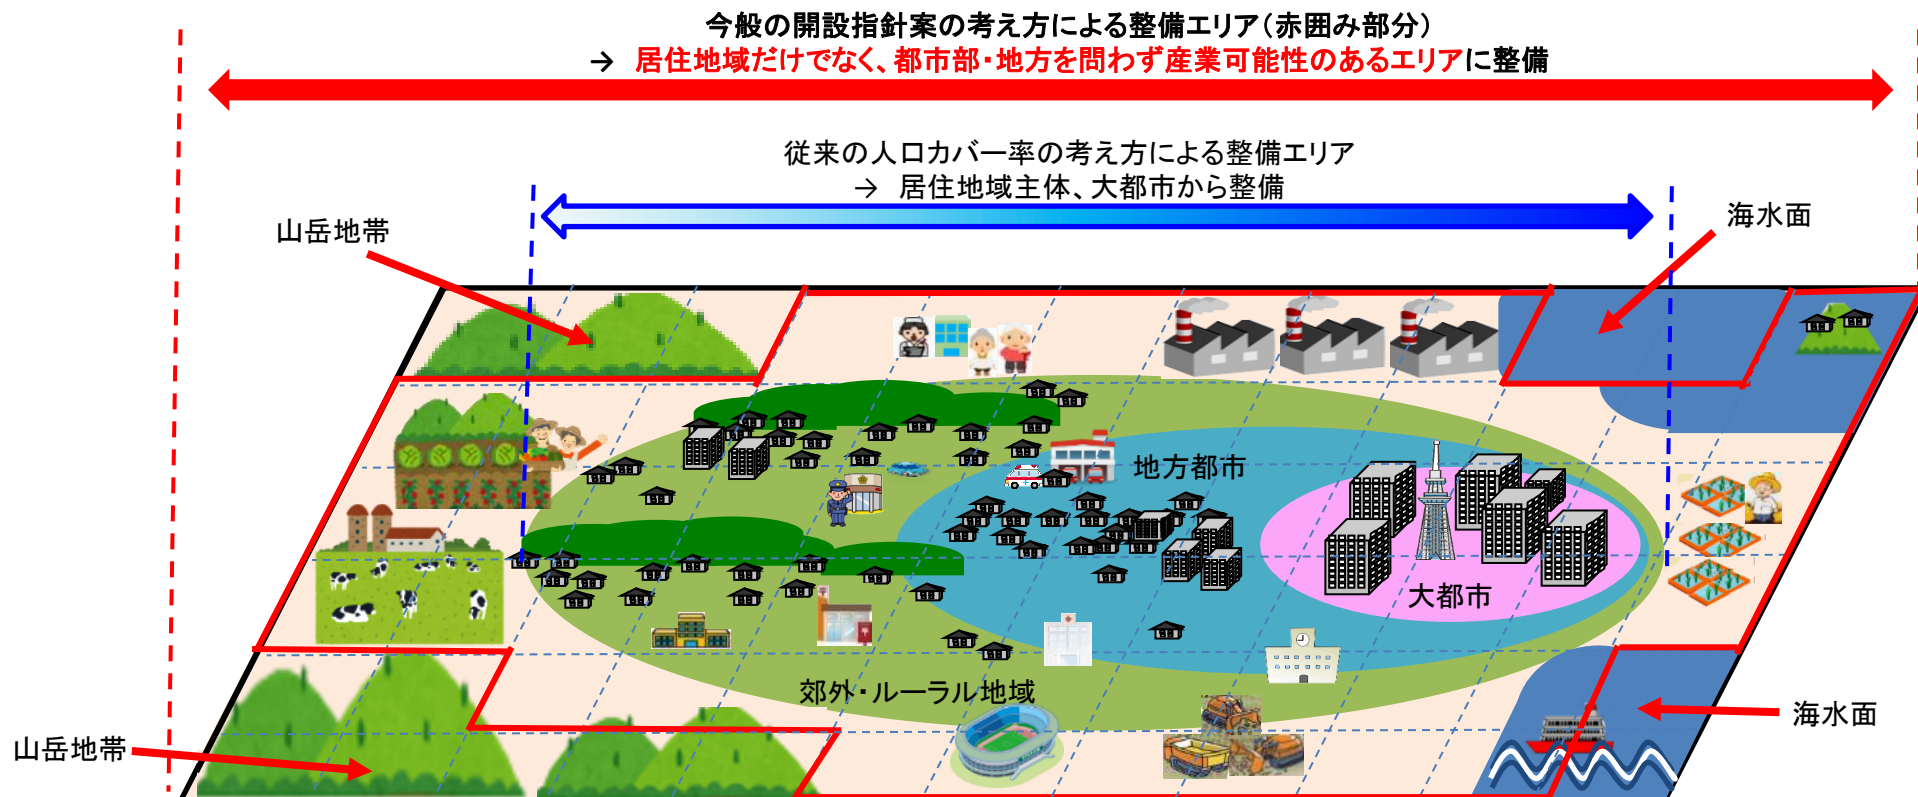 今般の開設指針案の考え方による整備エリア（赤囲み部分）
→ 居住地域だけでなく、都市部・地方を問わず産業可能性のあるエリアに整備
従来の人口カバー率の考え方による整備エリア
→ 居住地域主体、大都市から整備
山岳地帯
海水面
地方都市
大都市
郊外・ルーラル地域
海水面
山岳地帯